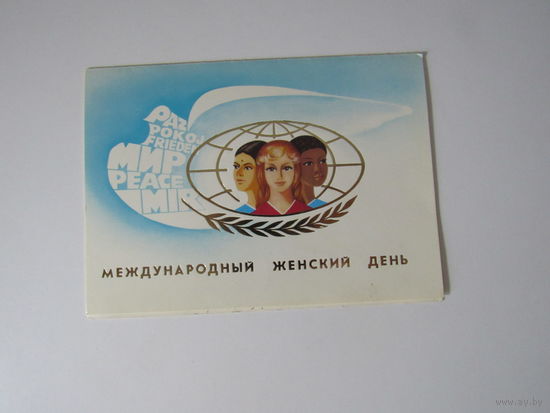 PAZ
POKOJ
FRIEDEN
МИР
PEACE
MIR
МЕЖДУНАРОДНЫЙ ЖЕНСКИЙ ДЕНЬ
www.ay.by